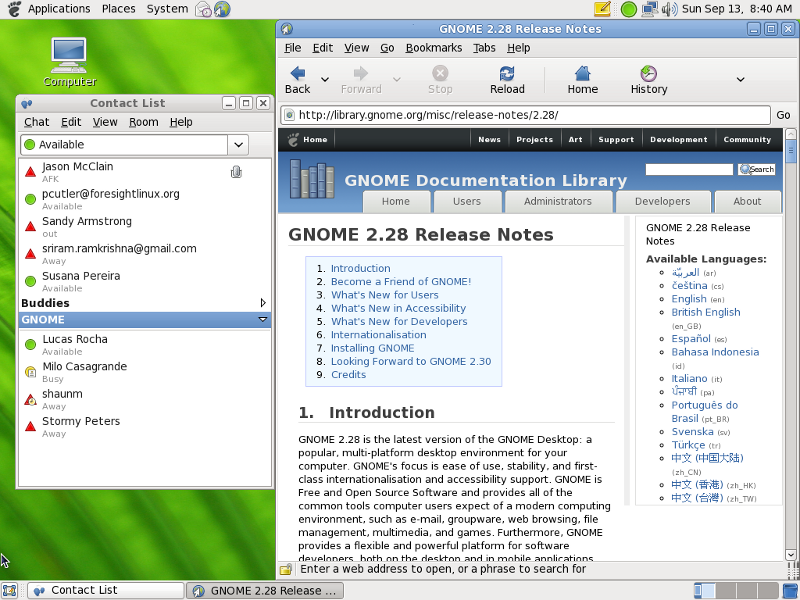 Applications Places System
Sun Sep 13, 8:40 AM
Computer
Contact List
Chat Edit View Room Help
Available
Jason McClain
AFK
pcutler@foresightlinux.org
Available
Sandy Armstrong
out
sriram.ramkrishna@gmail.com
Away
Susana Pereira
Available
Buddies
GNOME
Lucas Rocha
Available
Milo Casagrande
Busy
shaunm
Away
Stormy Peters
Away
GNOME 2.28 Release Notes
File Edit View Go Bookmarks Tabs Help
Back Forward Stop Reload Home History
http://library.gnome.org/misc/release-notes/2.28/ Go
Home News Projects Art Support Development Community
Search
GNOME Documentation Library
Home Users Administrators Developers About
GNOME 2.28 Release Notes
1. Introduction
2. Become a Friend of GNOME!
3. What's New for Users
4. What's New in Accessibility
5. What's New for Developers
6. Internationalisation
7. Installing GNOME
8. Looking Forward to GNOME 2.30
9. Credits
1. Introduction
GNOME 2.28 is the latest version of the GNOME Desktop: a
popular, multi-platform desktop environment for your
computer. GNOME's focus is ease of use, stability, and first-
class internationalisation and accessibility support. GNOME is
Free and Open Source Software and provides all of the
common tools computer users expect of a modern computing
environment, such as e-mail, groupware, web browsing, file
management, multimedia, and games. Furthermore, GNOME
provides a flexible and powerful platform for software
developers, both on the desktop and in mobile applications
GNOME 2.28 Release
Notes
Available Languages:
العربيّة (ar)
čeština (cs)
English (en)
British English
(en_GB)
Español (es)
Bahasa Indonesia
(id)
Italiano (it)
ਪੰਜਾਬੀ (pa)
Português do
Brasil (pt_BR)
Svenska (sv)
Türkçe (tr)
中文 (中国大陆)
(zh_CN)
中文 (香港) (zh_HK)
中文 (台灣) (zh_TW)
Enter a web address to open, or a phrase to search for
Contact List
GNOME 2.28 Release ...